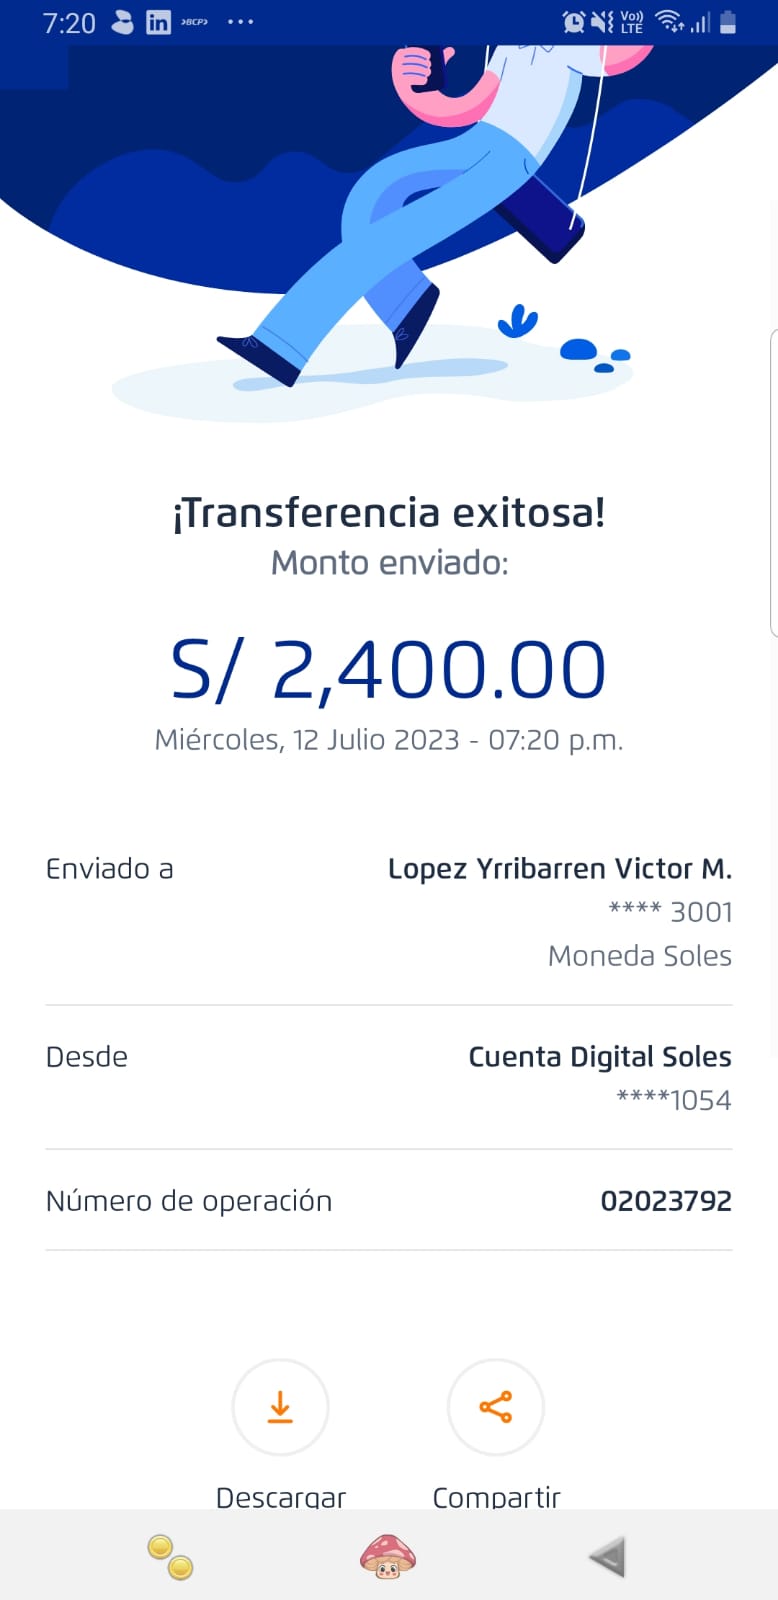 7:20 in >BCP> ... Vo)) LTE
¡Transferencia exitosa!
Monto enviado:
S/ 2,400.00
Miércoles, 12 Julio 2023 - 07:20 p.m.
Enviado a Lopez Yrribarren Victor M.
**** 3001
Moneda Soles
Desde Cuenta Digital Soles
****1054
Número de operación 02023792
Descargar Compartir